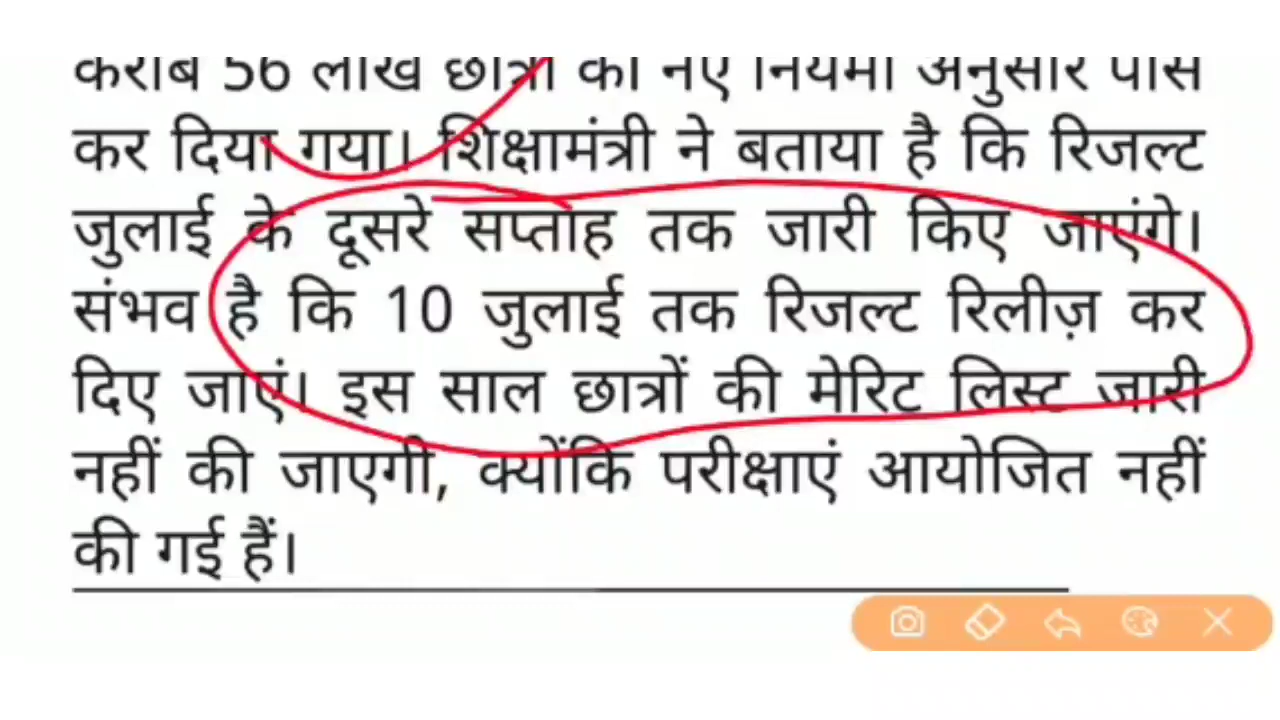 करीब 56 लाख छात्रों को नए नियमों अनुसार पास
कर दिया गया। शिक्षामंत्री ने बताया है कि रिजल्ट
जुलाई के दूसरे सप्ताह तक जारी किए जाएंगे।
संभव है कि 10 जुलाई तक रिजल्ट रिलीज़ कर
दिए जाएं। इस साल छात्रों की मेरिट लिस्ट जारी
नहीं की जाएगी, क्योंकि परीक्षाएं आयोजित नहीं
की गई हैं।